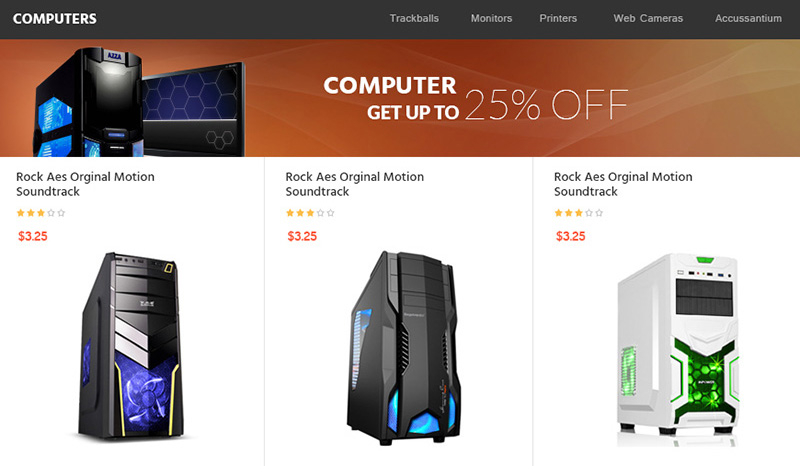 COMPUTERS
Trackballs Monitors Printers Web Cameras Accussantium
AZZA
COMPUTER
GET UP TO 25% OFF
Rock Aes Orginal Motion
Soundtrack
$3.25
Rock Aes Orginal Motion
Soundtrack
$3.25
Rock Aes Orginal Motion
Soundtrack
$3.25